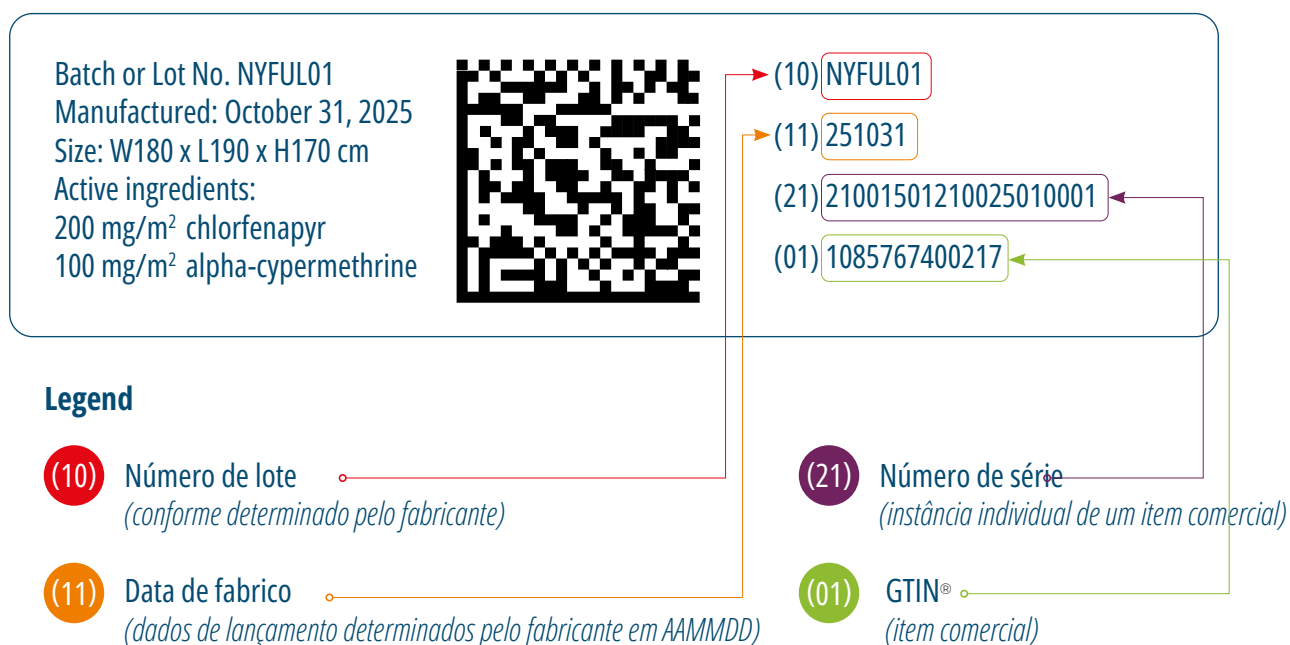 Batch or Lot No. NYFUL01
Manufactured: October 31, 2025
Size: W180 x L190 x H170 cm
Active ingredients:
200 mg/m² chlorfenapyr
100 mg/m² alpha-cypermethrine
(10) NYFUL01
(11) 251031
(21) 21001501210025010001
(01) 1085767400217
Legend
(10) Número de lote
(conforme determinado pelo fabricante)
(11) Data de fabrico
(dados de lançamento determinados pelo fabricante em AAMMDD)
(21) Número de série
(instância individual de um item comercial)
(01) GTIN®
(item comercial)